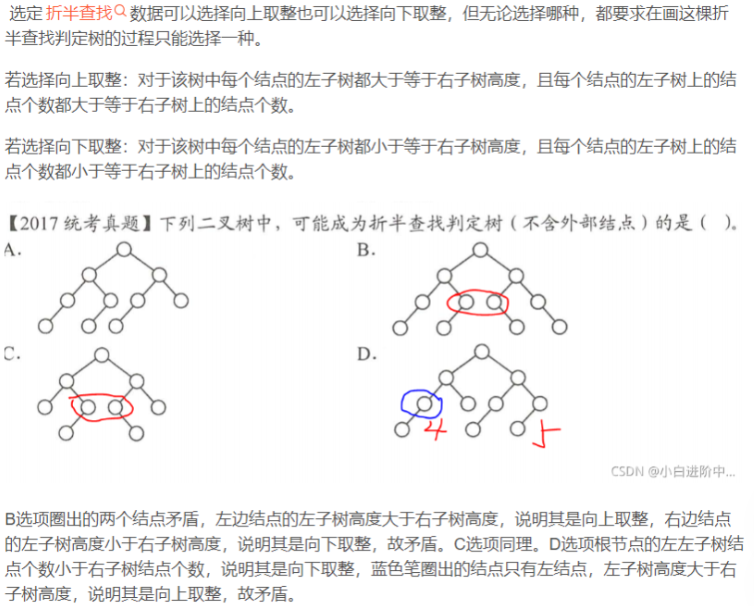 选定 折半查找 数据可以选择向上取整也可以选择向下取整，但无论选择哪种，都要求在画这棵折
半查找判定树的过程只能选择一种。
若选择向上取整：对于该树中每个结点的左子树都大于等于右子树高度，且每个结点的左子树上的结
点个数都大于等于右子树上的结点个数。
若选择向下取整：对于该树中每个结点的左子树都小于等于右子树高度，且每个结点的左子树上的结
点个数都小于等于右子树上的结点个数。
【2017 统考真题】下列二叉树中，可能成为折半查找判定树（不含外部结点）的是（ ）。
A.
B.
C.
D.
4
5
CSDN @小白进阶中...
B选项圈出的两个结点矛盾，左边结点的左子树高度大于右子树高度，说明其是向上取整，右边结点
的左子树高度小于右子树高度，说明其是向下取整，故矛盾。C选项同理。D选项根节点的左左子树结
点个数小于右子树结点个数，说明其是向下取整，蓝色笔圈出的结点只有左结点，左子树高度大于右
子树高度，说明其是向上取整，故矛盾。